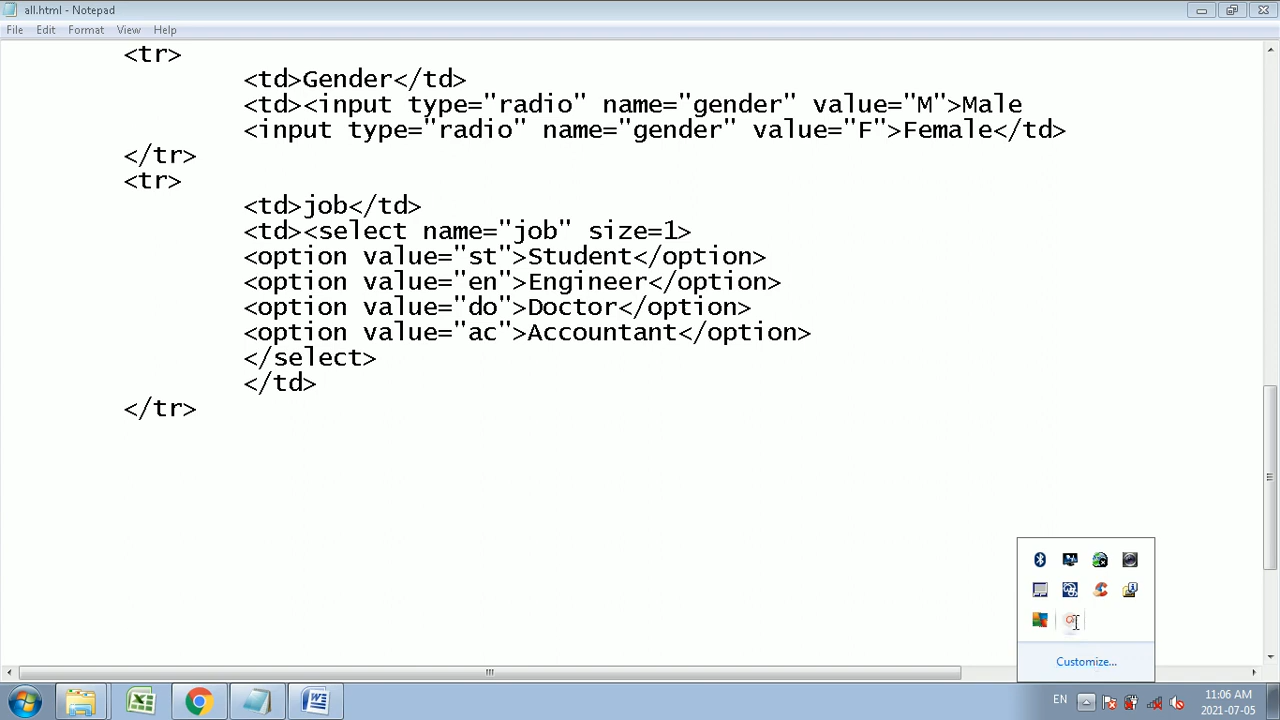 all.html - Notepad
File Edit Format View Help
<tr>
<td>Gender</td>
<td><input type="radio" name="gender" value="M">Male
<input type="radio" name="gender" value="F">Female</td>
</tr>
<tr>
<td>job</td>
<td><select name="job" size=1>
<option value="st">Student</option>
<option value="en">Engineer</option>
<option value="do">Doctor</option>
<option value="ac">Accountant</option>
</select>
</td>
</tr>
Customize...
EN
11:06 AM
2021-07-05